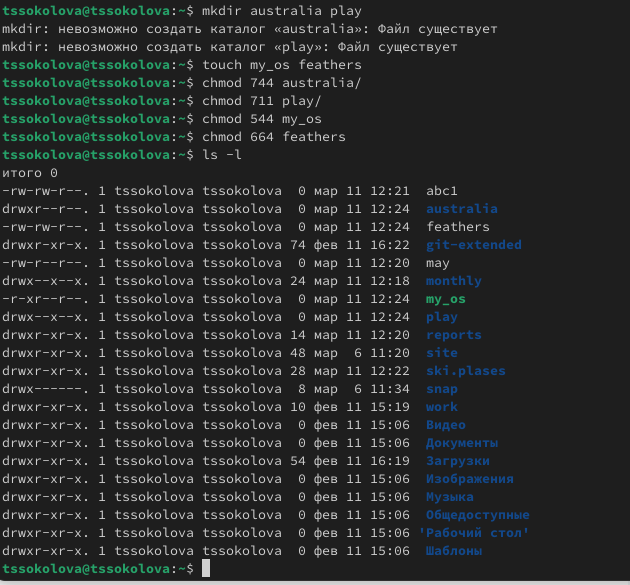 tssokolova@tssokolova:~$ mkdir australia play
mkdir: невозможно создать каталог «australia»: Файл существует
mkdir: невозможно создать каталог «play»: Файл существует
tssokolova@tssokolova:~$ touch my_os feathers
tssokolova@tssokolova:~$ chmod 744 australia/
tssokolova@tssokolova:~$ chmod 711 play/
tssokolova@tssokolova:~$ chmod 544 my_os
tssokolova@tssokolova:~$ chmod 664 feathers
tssokolova@tssokolova:~$ ls -l
итого 0
-rw-rw-r--. 1 tssokolova tssokolova  0 мар 11 12:21  abc1
drwxr--r--. 1 tssokolova tssokolova  0 мар 11 12:24  australia
-rw-rw-r--. 1 tssokolova tssokolova  0 мар 11 12:24  feathers
drwxr-xr-x. 1 tssokolova tssokolova 74 фев 11 16:22  git-extended
-rw-r--r--. 1 tssokolova tssokolova  0 мар 11 12:20  may
drwx--x--x. 1 tssokolova tssokolova 24 мар 11 12:18  monthly
-r-xr--r--. 1 tssokolova tssokolova  0 мар 11 12:24  my_os
drwx--x--x. 1 tssokolova tssokolova  0 мар 11 12:24  play
drwxr-xr-x. 1 tssokolova tssokolova 14 мар 11 12:20  reports
drwxr-xr-x. 1 tssokolova tssokolova 48 мар  6 11:20  site
drwxr-xr-x. 1 tssokolova tssokolova 28 мар 11 12:22  ski.plases
drwx------. 1 tssokolova tssokolova  8 мар  6 11:34  snap
drwxr-xr-x. 1 tssokolova tssokolova 10 фев 11 15:19  work
drwxr-xr-x. 1 tssokolova tssokolova  0 фев 11 15:06  Видео
drwxr-xr-x. 1 tssokolova tssokolova  0 фев 11 15:06  Документы
drwxr-xr-x. 1 tssokolova tssokolova 54 фев 11 16:19  Загрузки
drwxr-xr-x. 1 tssokolova tssokolova  0 фев 11 15:06  Изображения
drwxr-xr-x. 1 tssokolova tssokolova  0 фев 11 15:06  Музыка
drwxr-xr-x. 1 tssokolova tssokolova  0 фев 11 15:06  Общедоступные
drwxr-xr-x. 1 tssokolova tssokolova  0 фев 11 15:06 'Рабочий стол'
drwxr-xr-x. 1 tssokolova tssokolova  0 фев 11 15:06  Шаблоны
tssokolova@tssokolova:~$